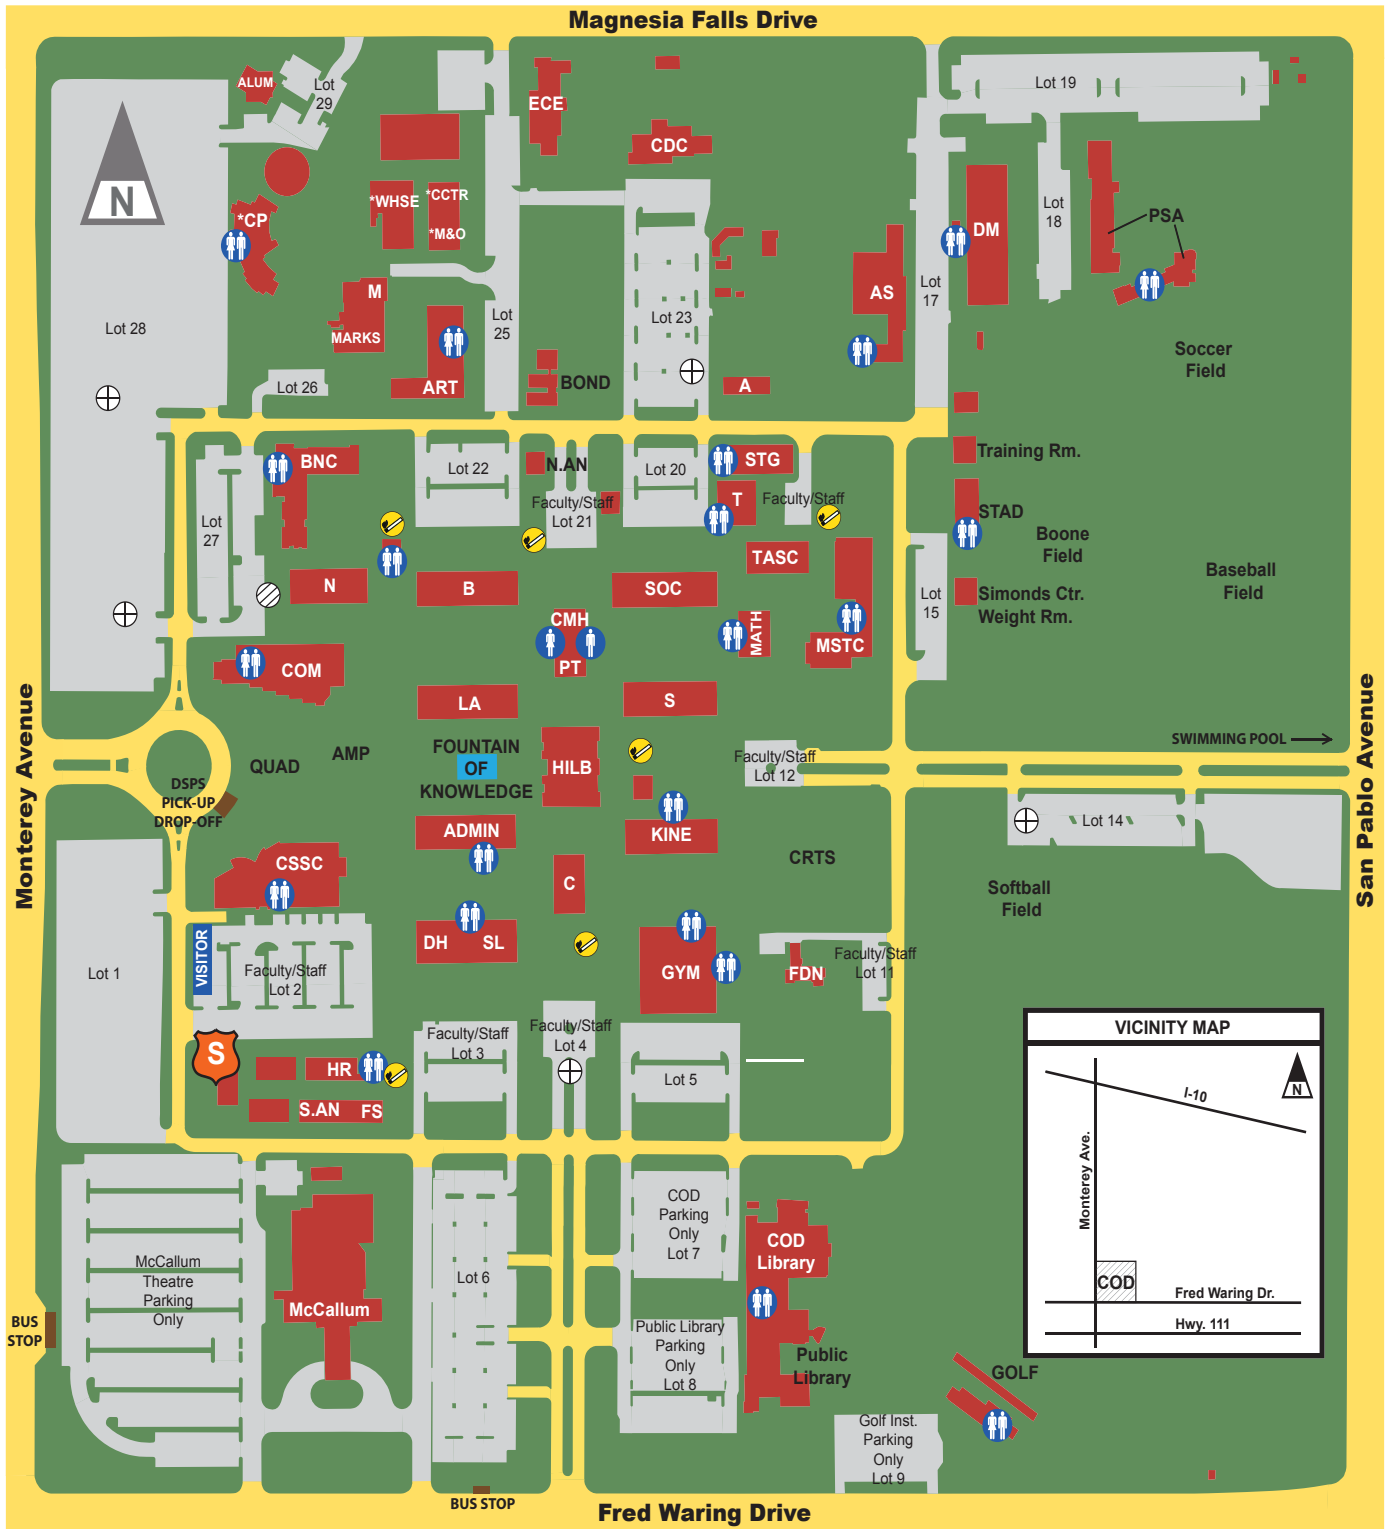 Magnesia Falls Drive
ALUM
Lot
29
ECE
Lot 19
CDC
N
*CP
*WHSE
*CCTR
*M&O
Lot
18
PSA
DM
M
MARKS
Lot
25
Lot 23
AS
Lot
17
Lot 28
Soccer
Field
Lot 26
ART
BOND
A
BNC
Lot 22
N.AN
Lot 20
STG
Training Rm.
Faculty/Staff
Lot 21
T
Faculty/Staff
STAD
Lot
27
Boone
Field
TASC
Baseball
Field
N
B
SOC
Lot
15
Simonds Ctr.
Weight Rm.
CMH
PT
MATH
MSTC
COM
LA
S
Monterey Avenue
San Pablo Avenue
SWIMMING POOL
QUAD
AMP
FOUNTAIN
OF
KNOWLEDGE
HILB
Faculty/Staff
Lot 12
DSPS
PICK-UP
DROP-OFF
ADMIN
KINE
Lot 14
CSSC
C
CRTS
Softball
Field
VISITOR
DH
SL
Lot 1
Faculty/Staff
Lot 2
GYM
FDN
Faculty/Staff
Lot 11
S
HR
S.AN
FS
Faculty/Staff
Lot 3
Faculty/Staff
Lot 4
Lot 5
VICINITY MAP
I-10
N
Monterey Ave.
COD
Fred Waring Dr.
Hwy. 111
COD
Parking
Only
Lot 7
COD
Library
McCallum
Theatre
Parking
Only
Lot 6
McCallum
BUS
STOP
Public Library
Parking
Only
Lot 8
Public
Library
GOLF
Golf Inst.
Parking
Only
Lot 9
BUS STOP
Fred Waring Drive